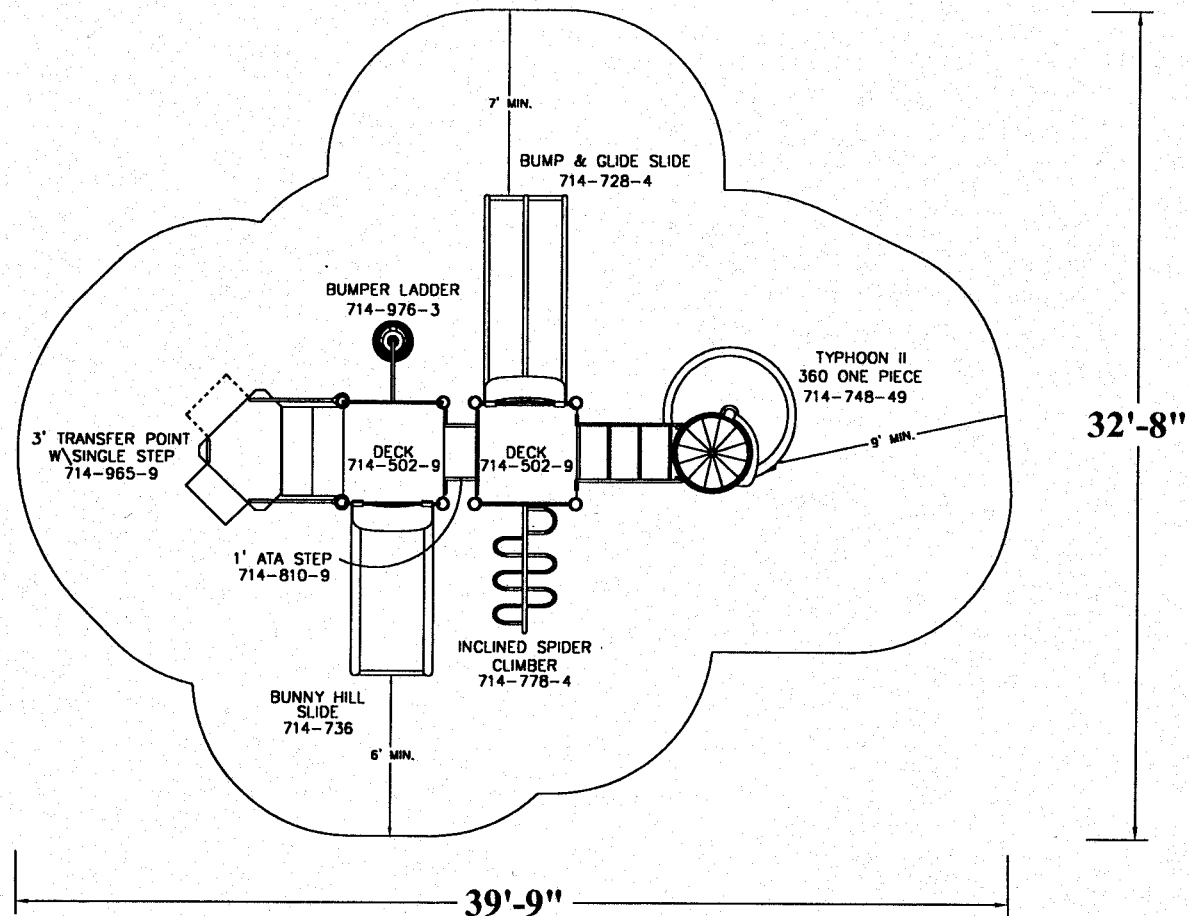 7' MIN.
BUMP & GLIDE SLIDE
714-728-4
BUMPER LADDER
714-976-3
TYPHOON II
360 ONE PIECE
714-748-49
32'-8"
9' MIN.
3' TRANSFER POINT
W\SINGLE STEP
714-965-9
DECK
714-502-9
DECK
714-502-9
1' ATA STEP
714-810-9
INCLINED SPIDER
CLIMBER
714-778-4
BUNNY HILL
SLIDE
714-736
6' MIN.
39'-9"